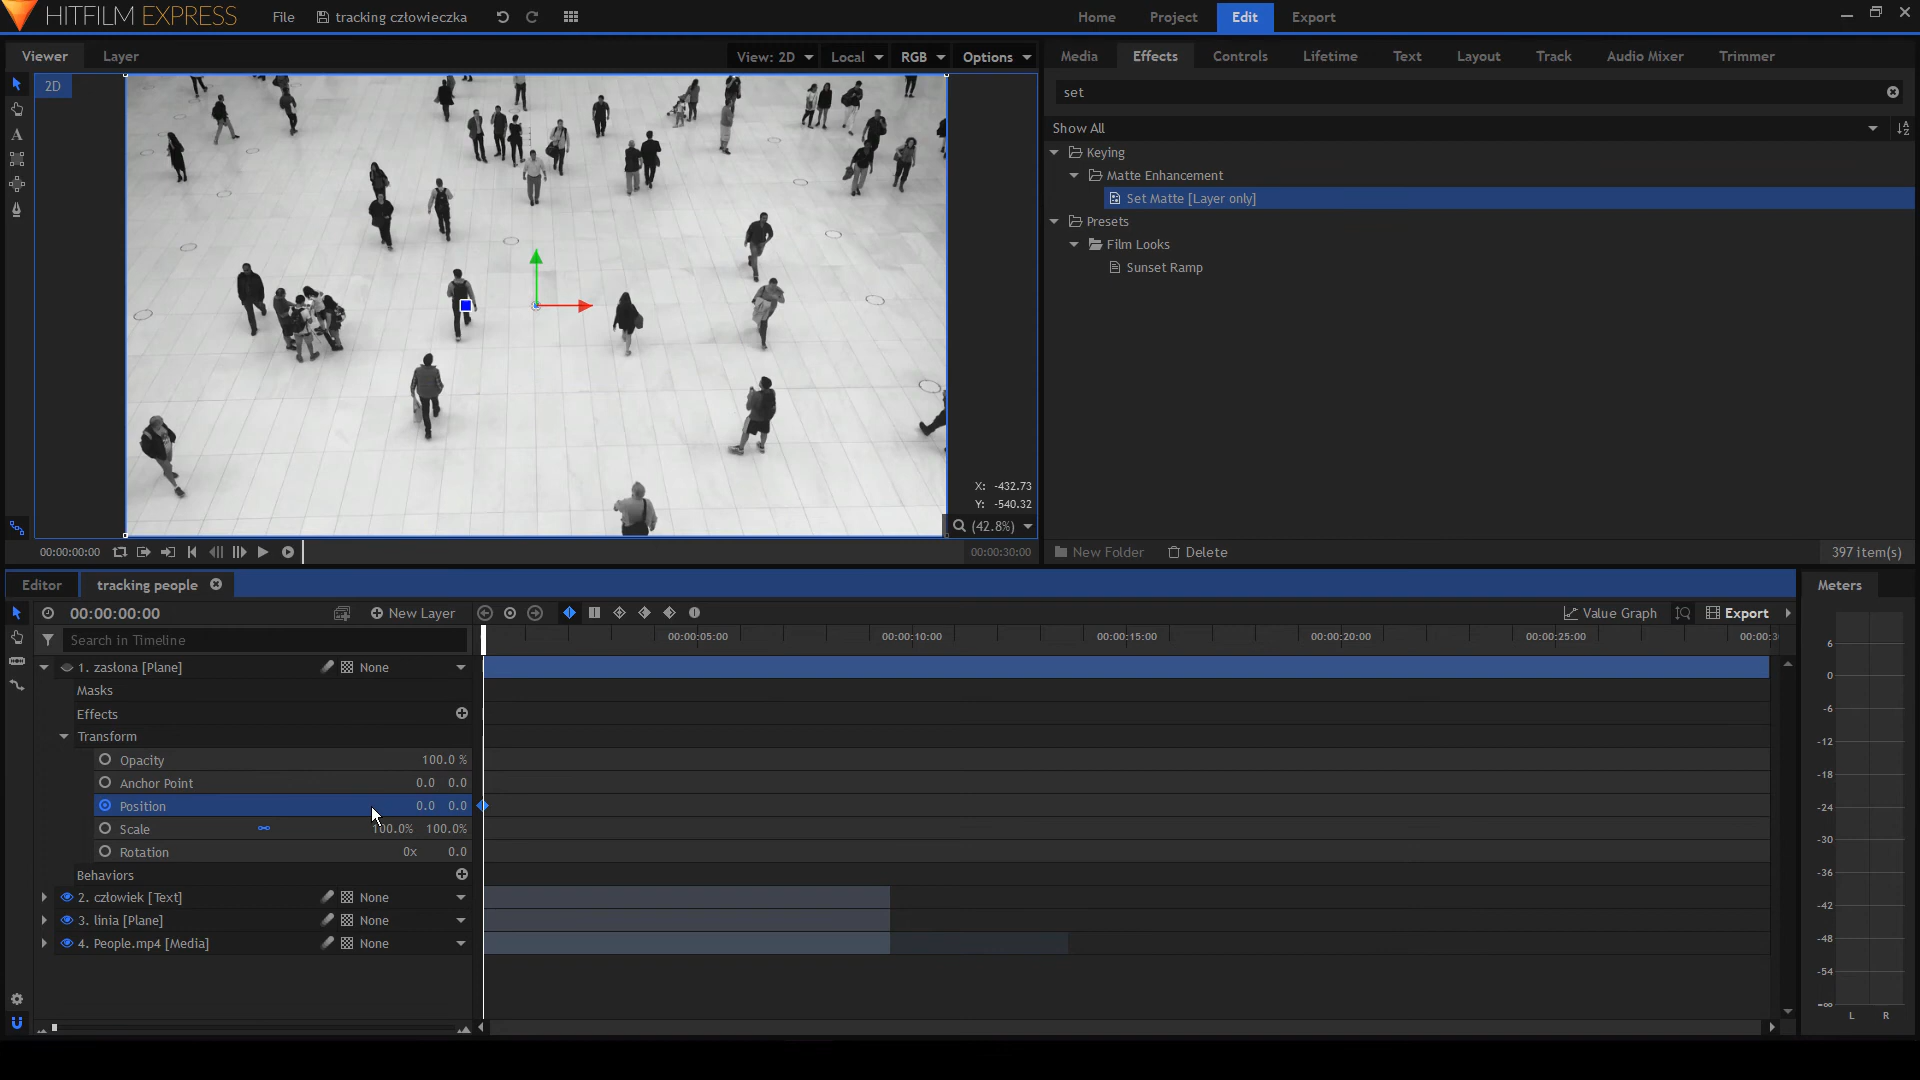 HITFILM EXPRESS
File
tracking człowieczka
Home
Project
Edit
Export
Viewer
Layer
View: 2D
Local
RGB
Options
Media
Effects
Controls
Lifetime
Text
Layout
Track
Audio Mixer
Trimmer
2D
A
set
Show All
Keying
Matte Enhancement
Set Matte [Layer only]
Presets
Film Looks
Sunset Ramp
X: -432.73
Y: -540.32
(42.8%)
00:00:00:00
00:00:30:00
New Folder
Delete
397 item(s)
Editor
tracking people
Meters
00:00:00:00
New Layer
Value Graph
Export
Search in Timeline
00:00:05:00
00:00:10:00
00:00:15:00
00:00:20:00
00:00:25:00
00:00:3
1. zasłona [Plane]
None
Masks
Effects
Transform
Opacity
100.0 %
Anchor Point
0.0 0.0
Position
0.0 0.0
Scale
100.0% 100.0%
Rotation
0x 0.0
Behaviors
2. człowiek [Text]
None
3. linia [Plane]
None
4. People.mp4 [Media]
None
6
0
-6
-12
-18
-24
-30
-36
-42
-48
-54
-∞
L R